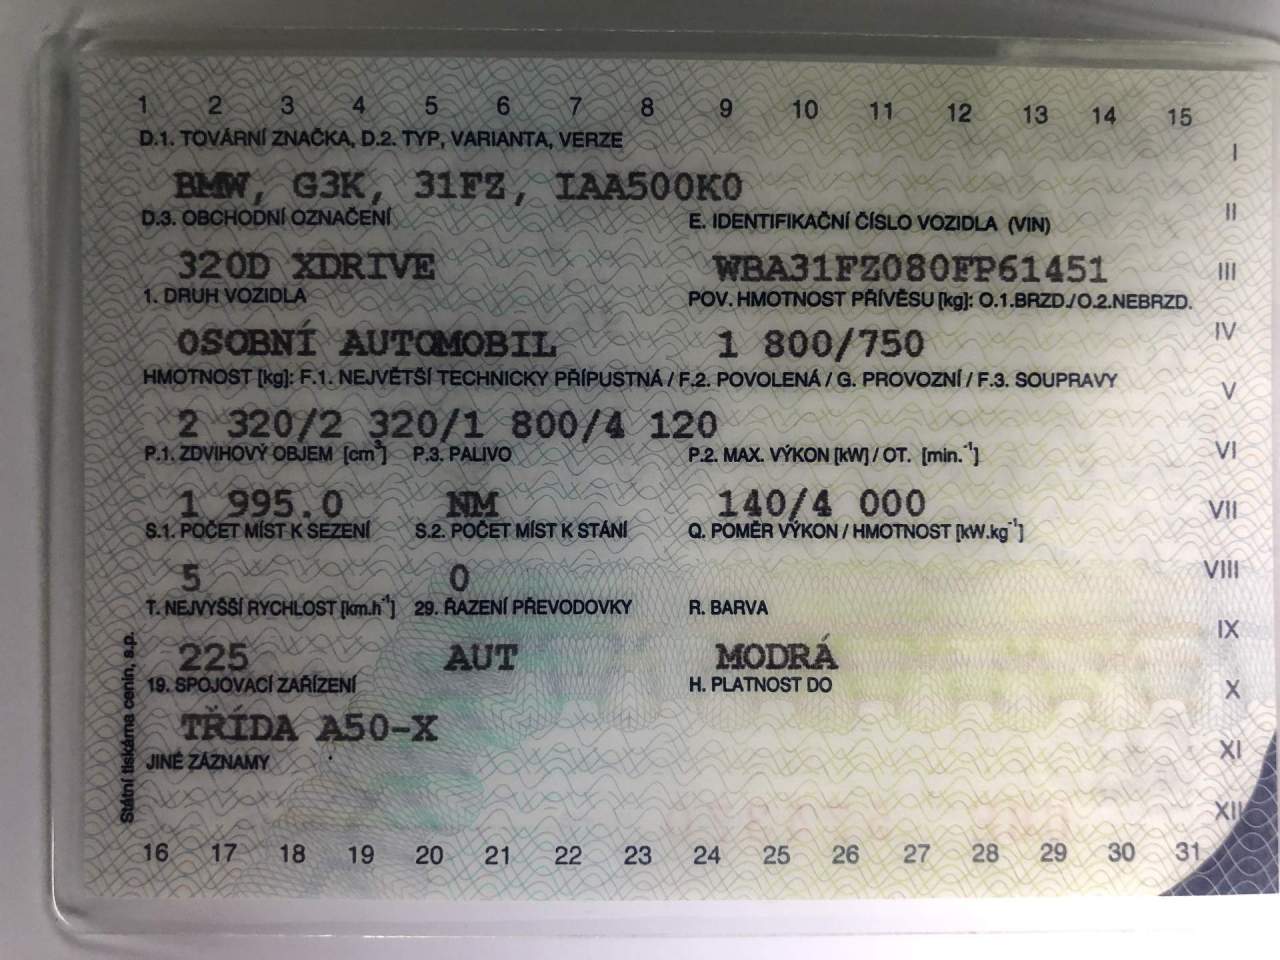 1 2 3 4 5 6 7 8 9 10 11 12 13 14 15
D.1. TOVÁRNÍ ZNAČKA, D.2. TYP, VARIANTA, VERZE
I
BMW, G3K, 31FZ, IAA500K0
II
D.3. OBCHODNÍ OZNAČENÍ E. IDENTIFIKAČNÍ ČÍSLO VOZIDLA (VIN)
320D XDRIVE WBA31FZ080FP61451
III
1. DRUH VOZIDLA POV. HMOTNOST PŘÍVĚSU [kg]: O.1.BRZD./O.2.NEBRZD.
IV
OSOBNÍ AUTOMOBIL 1 800/750
HMOTNOST [kg]: F.1. NEJVĚTŠÍ TECHNICKY PŘÍPUSTNÁ / F.2. POVOLENÁ / G. PROVOZNÍ / F.3. SOUPRAVY
V
2 320/2 320/1 800/4 120
P.1. ZDVIHOVÝ OBJEM [cm³] P.3. PALIVO P.2. MAX. VÝKON [kW] / OT. [min.⁻¹]
VI
1 995.0 NM 140/4 000
VII
S.1. POČET MÍST K SEZENÍ S.2. POČET MÍST K STÁNÍ Q. POMĚR VÝKON / HMOTNOST [kW.kg⁻¹]
5 0
VIII
T. NEJVYŠŠÍ RYCHLOST [km.h⁻¹] 29. ŘAZENÍ PŘEVODOVKY R. BARVA
IX
225 AUT MODRÁ
19. SPOJOVACÍ ZAŘÍZENÍ H. PLATNOST DO
X
TŘÍDA A50-X
XI
JINÉ ZÁZNAMY
XII
Státní tiskárna cenin, s.p.
16 17 18 19 20 21 22 23 24 25 26 27 28 29 30 31